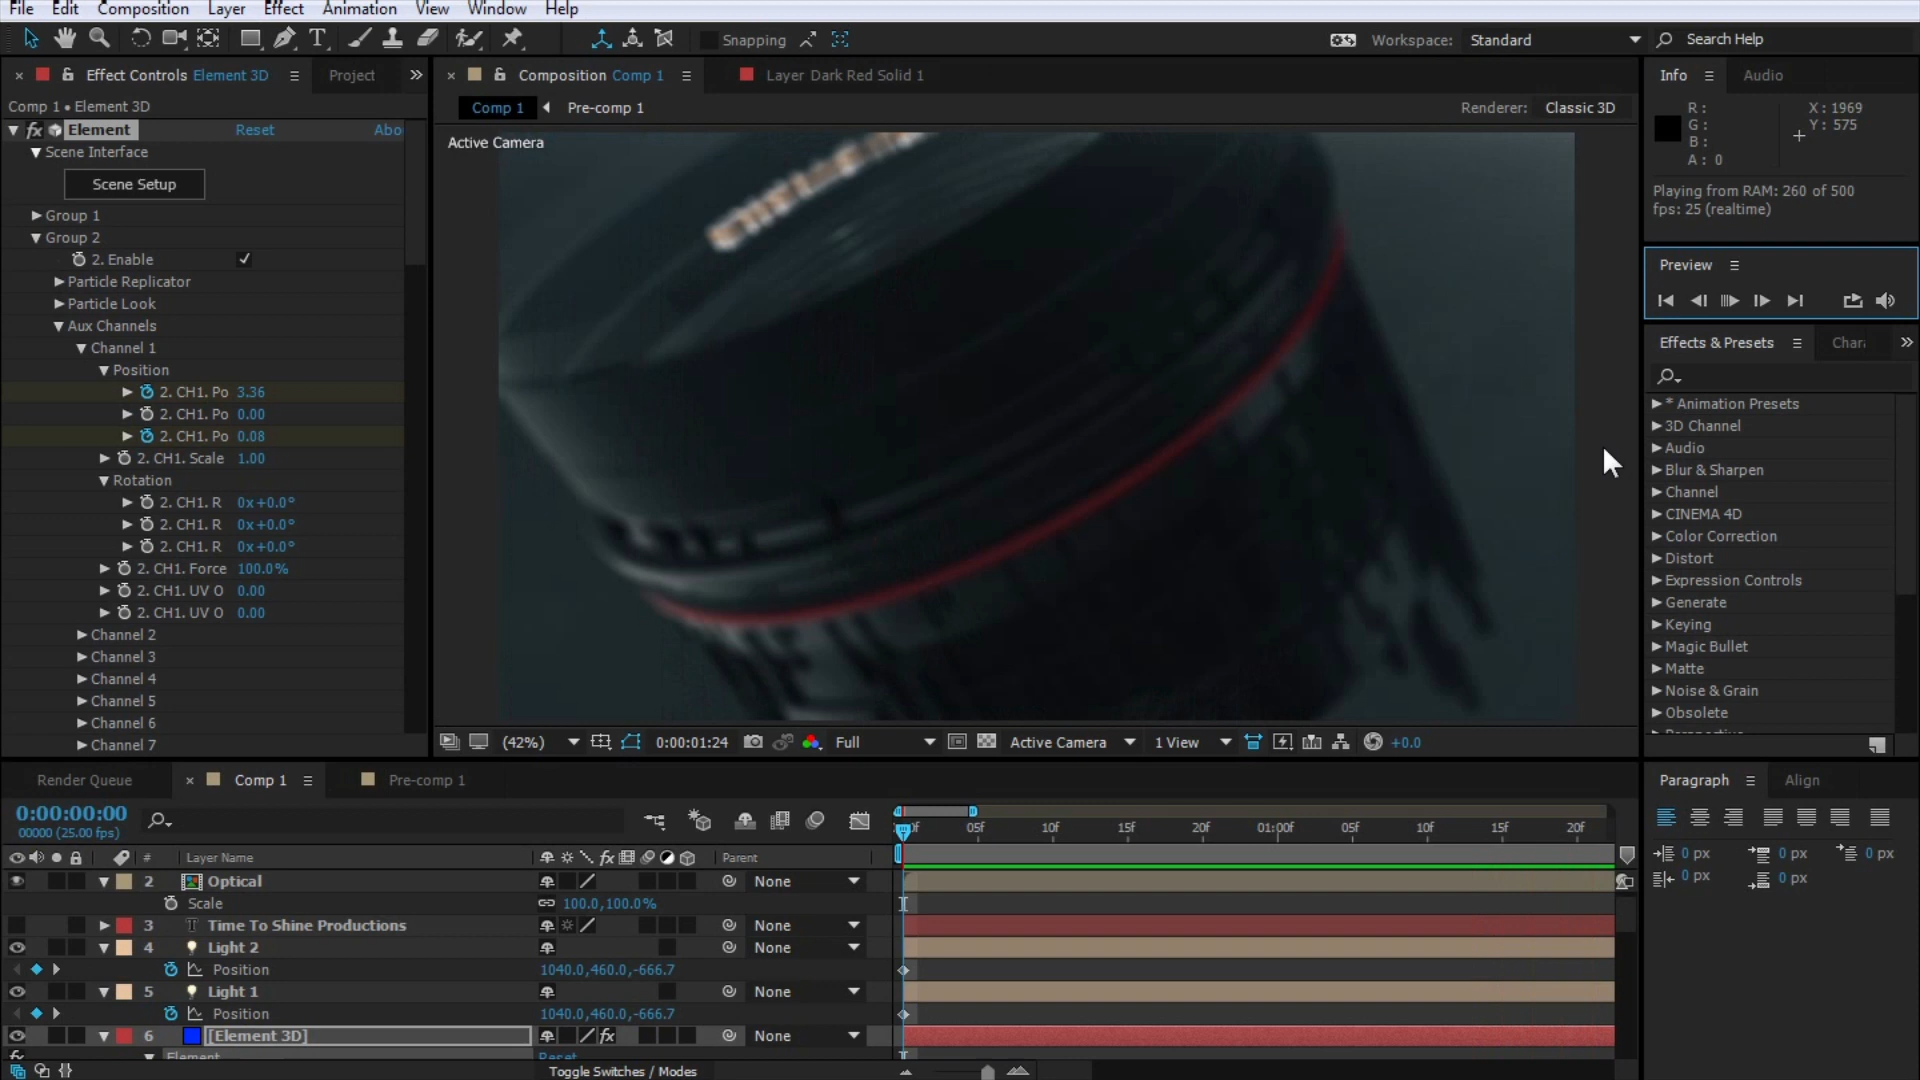 File Edit Composition Layer Effect Animation View Window Help
Snapping Workspace: Standard Search Help
Effect Controls Element 3D Project
Composition Comp 1 Layer Dark Red Solid 1
Info Audio
Comp 1 • Element 3D
Comp 1 Pre-comp 1 Renderer: Classic 3D
R: X: 1969
G: Y: 575
B:
A: 0
fx Element Reset Abo
Scene Interface
Scene Setup
Active Camera
Playing from RAM: 260 of 500
fps: 25 (realtime)
Group 1
Group 2
2. Enable
Particle Replicator
Particle Look
Aux Channels
Channel 1
Position
2. CH1. Po 3.36
2. CH1. Po 0.00
2. CH1. Po 0.08
2. CH1. Scale 1.00
Rotation
2. CH1. R 0x+0.0°
2. CH1. R 0x+0.0°
2. CH1. R 0x+0.0°
2. CH1. Force 100.0%
2. CH1. UV O 0.00
2. CH1. UV O 0.00
Channel 2
Channel 3
Channel 4
Channel 5
Channel 6
Channel 7
Preview
Effects & Presets Chara
* Animation Presets
3D Channel
Audio
Blur & Sharpen
Channel
CINEMA 4D
Color Correction
Distort
Expression Controls
Generate
Keying
Magic Bullet
Matte
Noise & Grain
Obsolete
(42%) 0:00:01:24 Full Active Camera 1 View +0.0
Render Queue Comp 1 Pre-comp 1
Paragraph Align
0:00:00:00
00000 (25.00 fps)
05f 10f 15f 20f 01:00f 05f 10f 15f 20f
# Layer Name fx Parent
0 px 0 px 0 px
0 px 0 px
2 Optical None
Scale 100.0,100.0%
3 T Time To Shine Productions None
4 Light 2 None
Position 1040.0,460.0,-666.7
5 Light 1 None
Position 1040.0,460.0,-666.7
6 [Element 3D] fx None
fx Element Reset
Toggle Switches / Modes